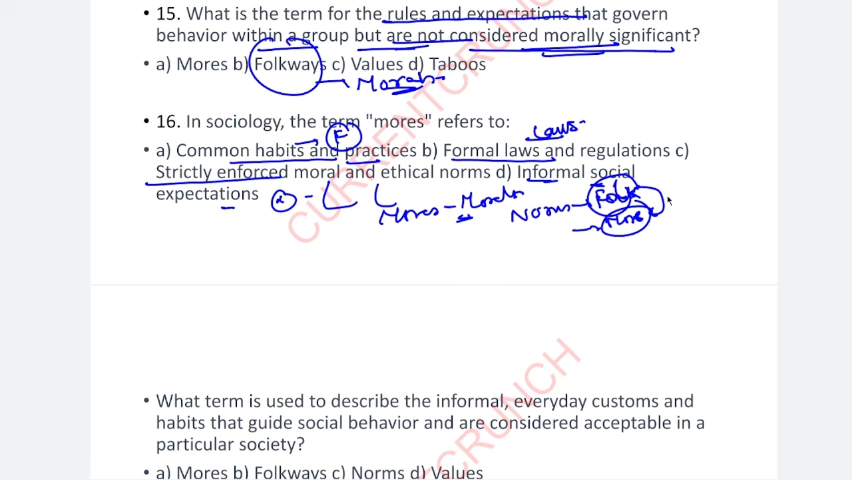 • 15. What is the term for the rules and expectations that govern
behavior within a group but are not considered morally significant?
• a) Mores b) Folkways c) Values d) Taboos
Morals
• 16. In sociology, the term "mores" refers to:
Laws
F
• a) Common habits and practices b) Formal laws and regulations c)
Strictly enforced moral and ethical norms d) Informal social
expectations
Mores - Morals
Norms Folk
More
• What term is used to describe the informal, everyday customs and
habits that guide social behavior and are considered acceptable in a
particular society?
• a) Mores b) Folkways c) Norms d) Values
CURRENTCRUNCH
CURRENTCRUNCH